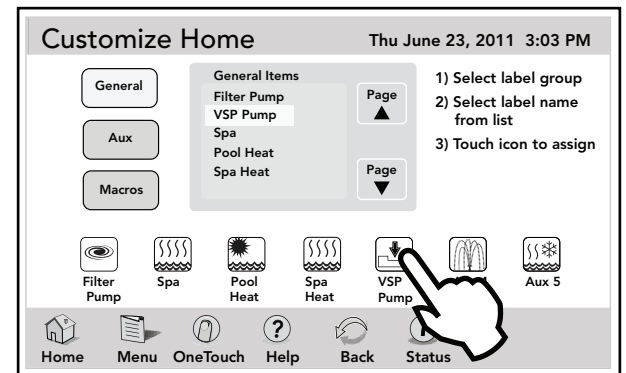 Customize Home
Thu June 23, 2011 3:03 PM
General
Aux
Macros
General Items
Filter Pump
VSP Pump
Spa
Pool Heat
Spa Heat
Page
Page
1) Select label group
2) Select label name
from list
3) Touch icon to assign
Filter
Pump
Spa
Pool
Heat
Spa
Heat
VSP
Pump
Aux 5
Home
Menu
OneTouch
?
Help
Back
Status